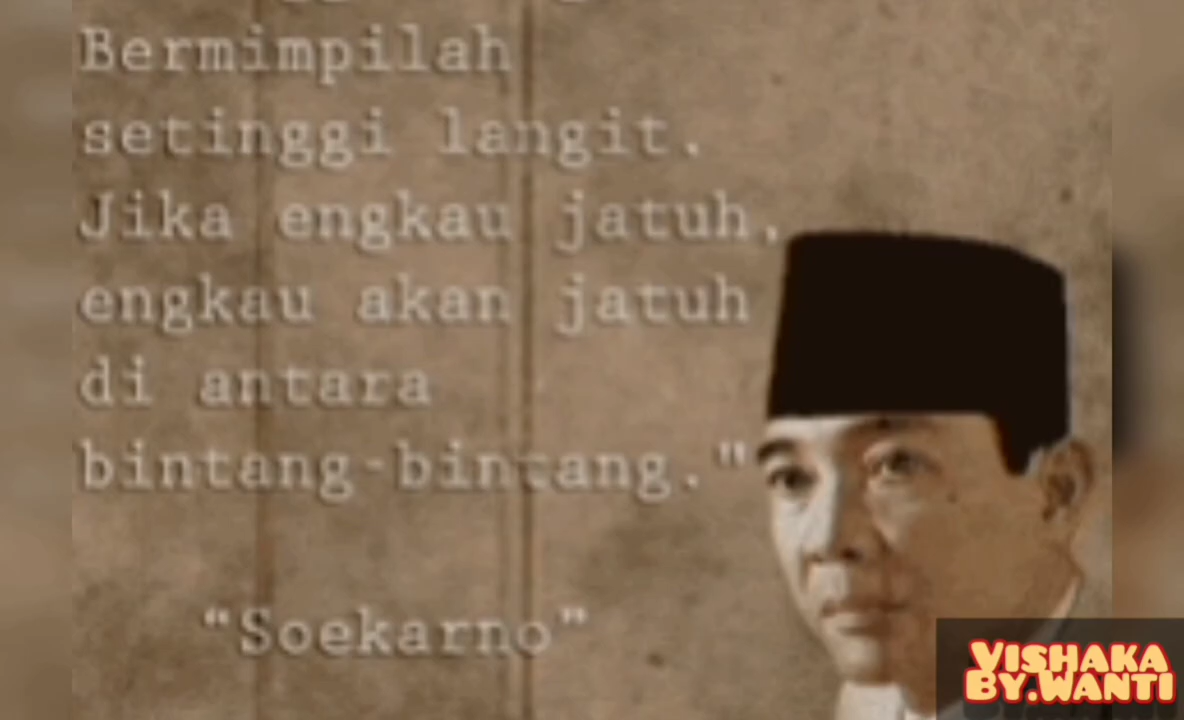 Bermimpilah
setinggi langit.
Jika engkau jatuh,
engkau akan jatuh
di antara
bintang-bintang."
“Soekarno”
VISHAKA
BY.WANTI